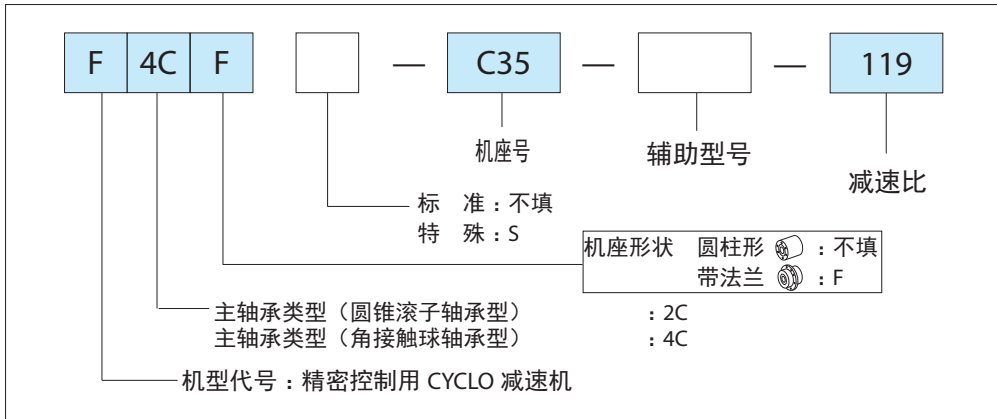 F 4C F — C35 — — 119
机座号
辅助型号
减速比
标　准：不填
特　殊：S
机座形状　圆柱形 ：不填
带法兰 ：F
主轴承类型（圆锥滚子轴承型） ：2C
主轴承类型（角接触球轴承型） ：4C
机型代号：精密控制用 CYCLO 减速机